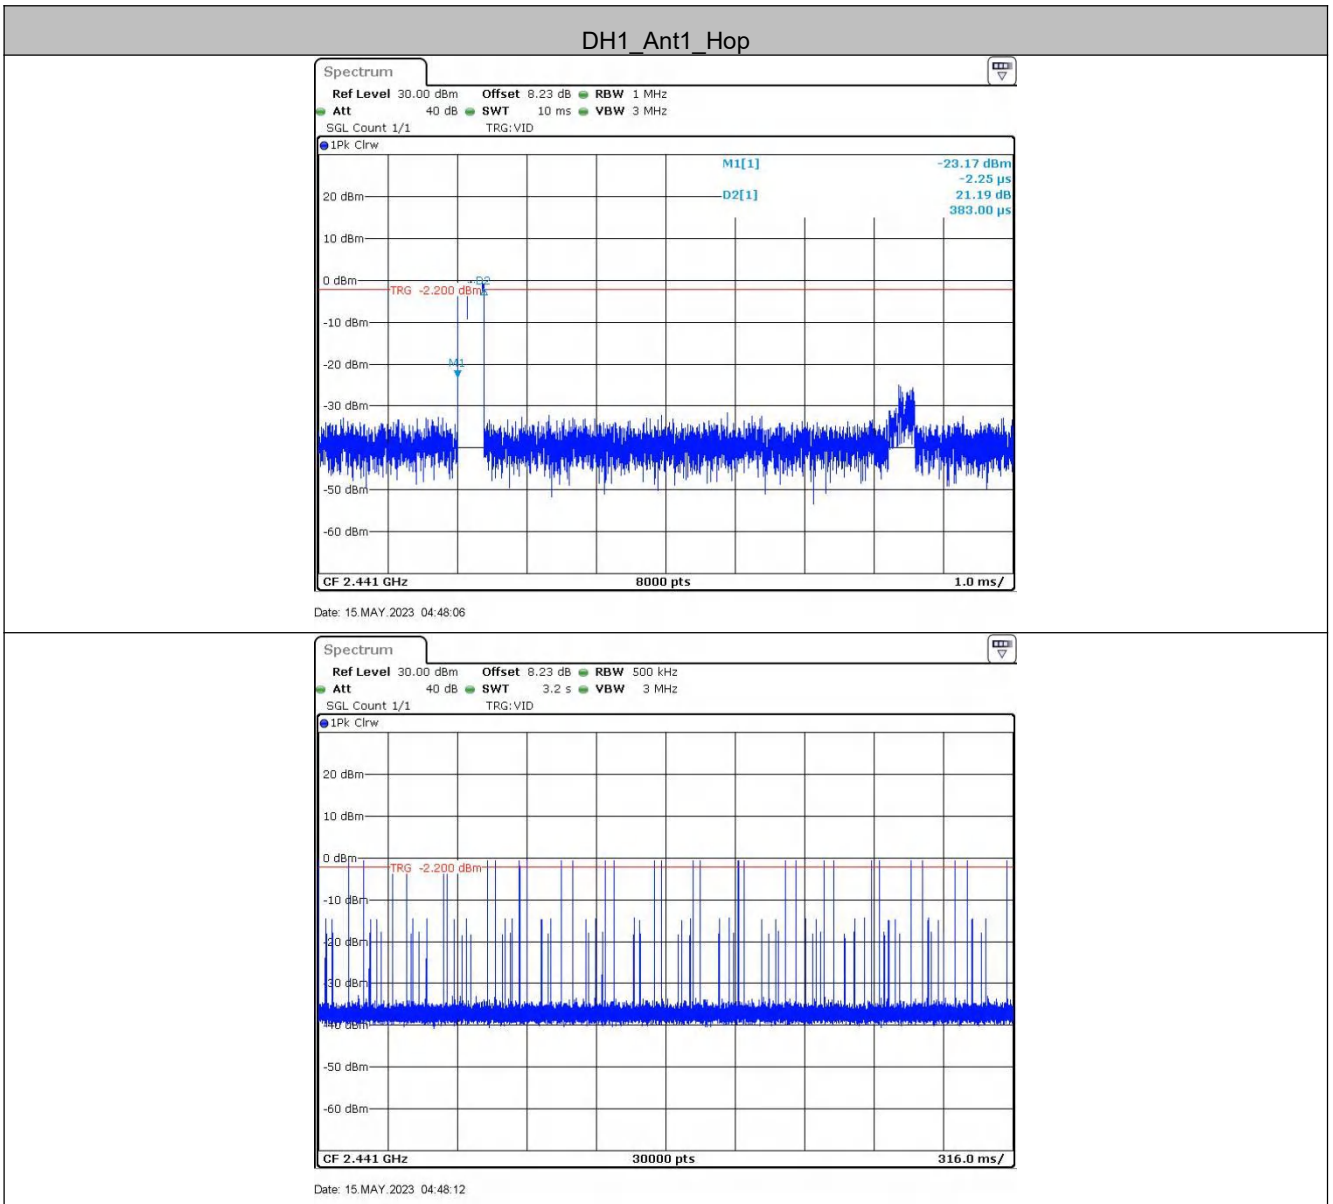 DH1_Ant1_Hop
Spectrum
Ref Level 30.00 dBm Offset 8.23 dB RBW 1 MHz
Att 40 dB SWT 10 ms VBW 3 MHz
SGL Count 1/1 TRG:VID
1Pk Clrw
M1[1] -23.17 dBm
-2.25 µs
20 dBm D2[1] 21.19 dB
383.00 µs
10 dBm
0 dBm D2
TRG -2.200 dBm
-10 dBm
-20 dBm M1
-30 dBm
-50 dBm
-60 dBm
CF 2.441 GHz 8000 pts 1.0 ms/
Date: 15.MAY.2023 04:48:06
Spectrum
Ref Level 30.00 dBm Offset 8.23 dB RBW 500 kHz
Att 40 dB SWT 3.2 s VBW 3 MHz
SGL Count 1/1 TRG:VID
1Pk Clrw
20 dBm
10 dBm
0 dBm
TRG -2.200 dBm
-10 dBm
-20 dBm
-30 dBm
-40 dBm
-50 dBm
-60 dBm
CF 2.441 GHz 30000 pts 316.0 ms/
Date: 15.MAY.2023 04:48:12